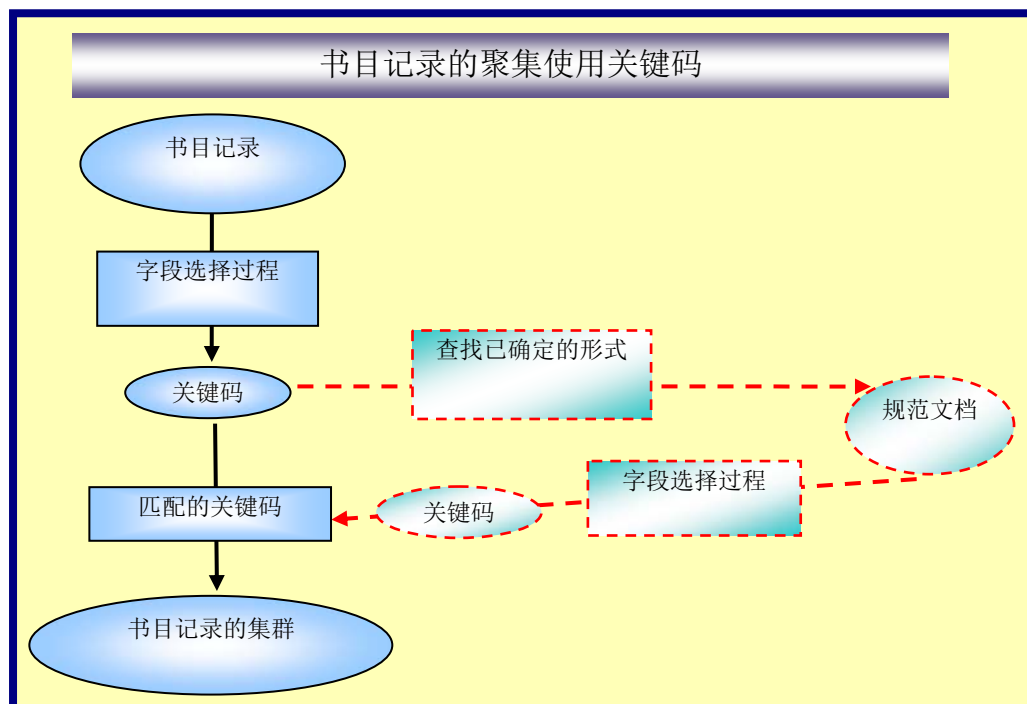 书目记录的聚集使用关键码
书目记录
字段选择过程
查找已确定的形式
关键码
规范文档
字段选择过程
匹配的关键码
关键码
书目记录的集群